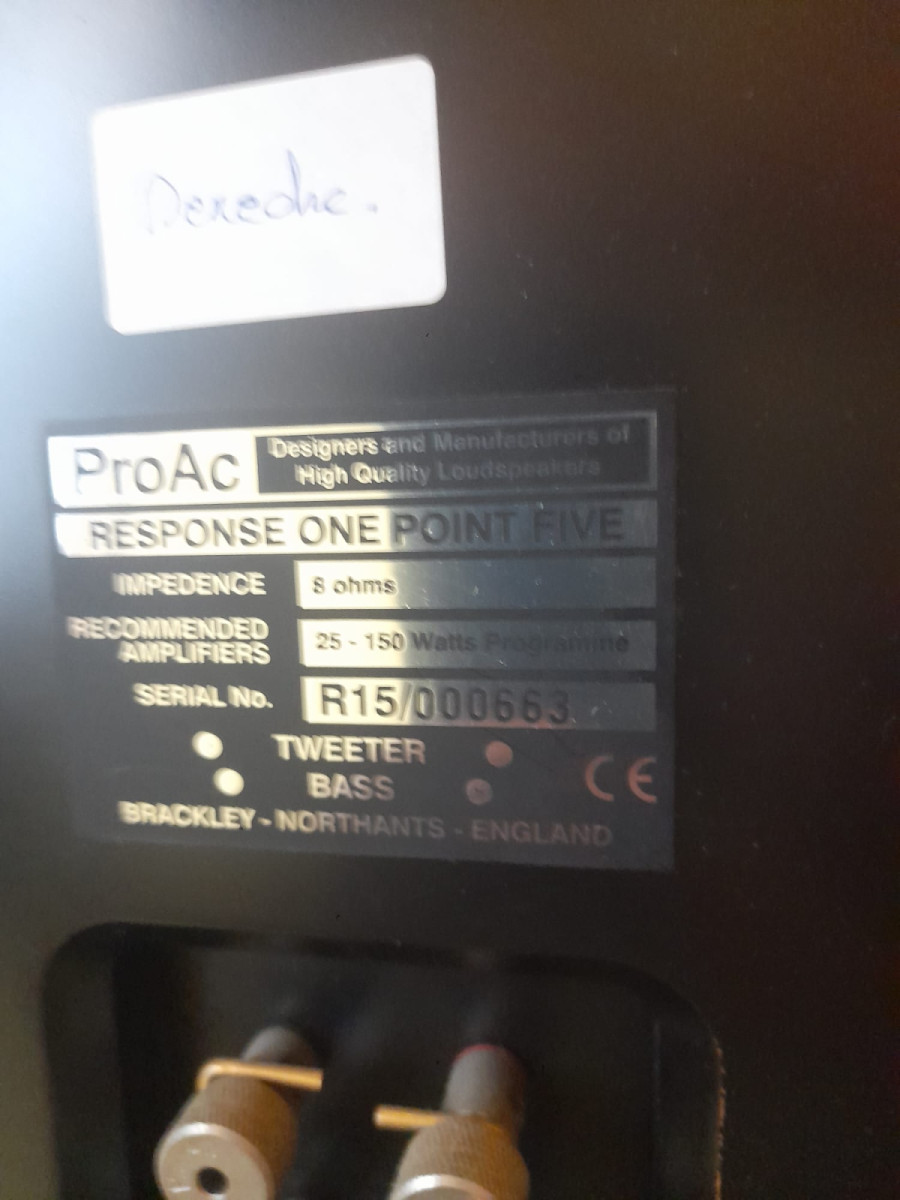 Derecha.
ProAc
Designers and Manufacturers of
High Quality Loudspeakers
RESPONSE ONE POINT FIVE
IMPEDENCE 8 ohms
RECOMMENDED
AMPLIFIERS 25 - 150 Watts Programme
SERIAL No. R15/000663
TWEETER
BASS CE
BRACKLEY - NORTHANTS - ENGLAND